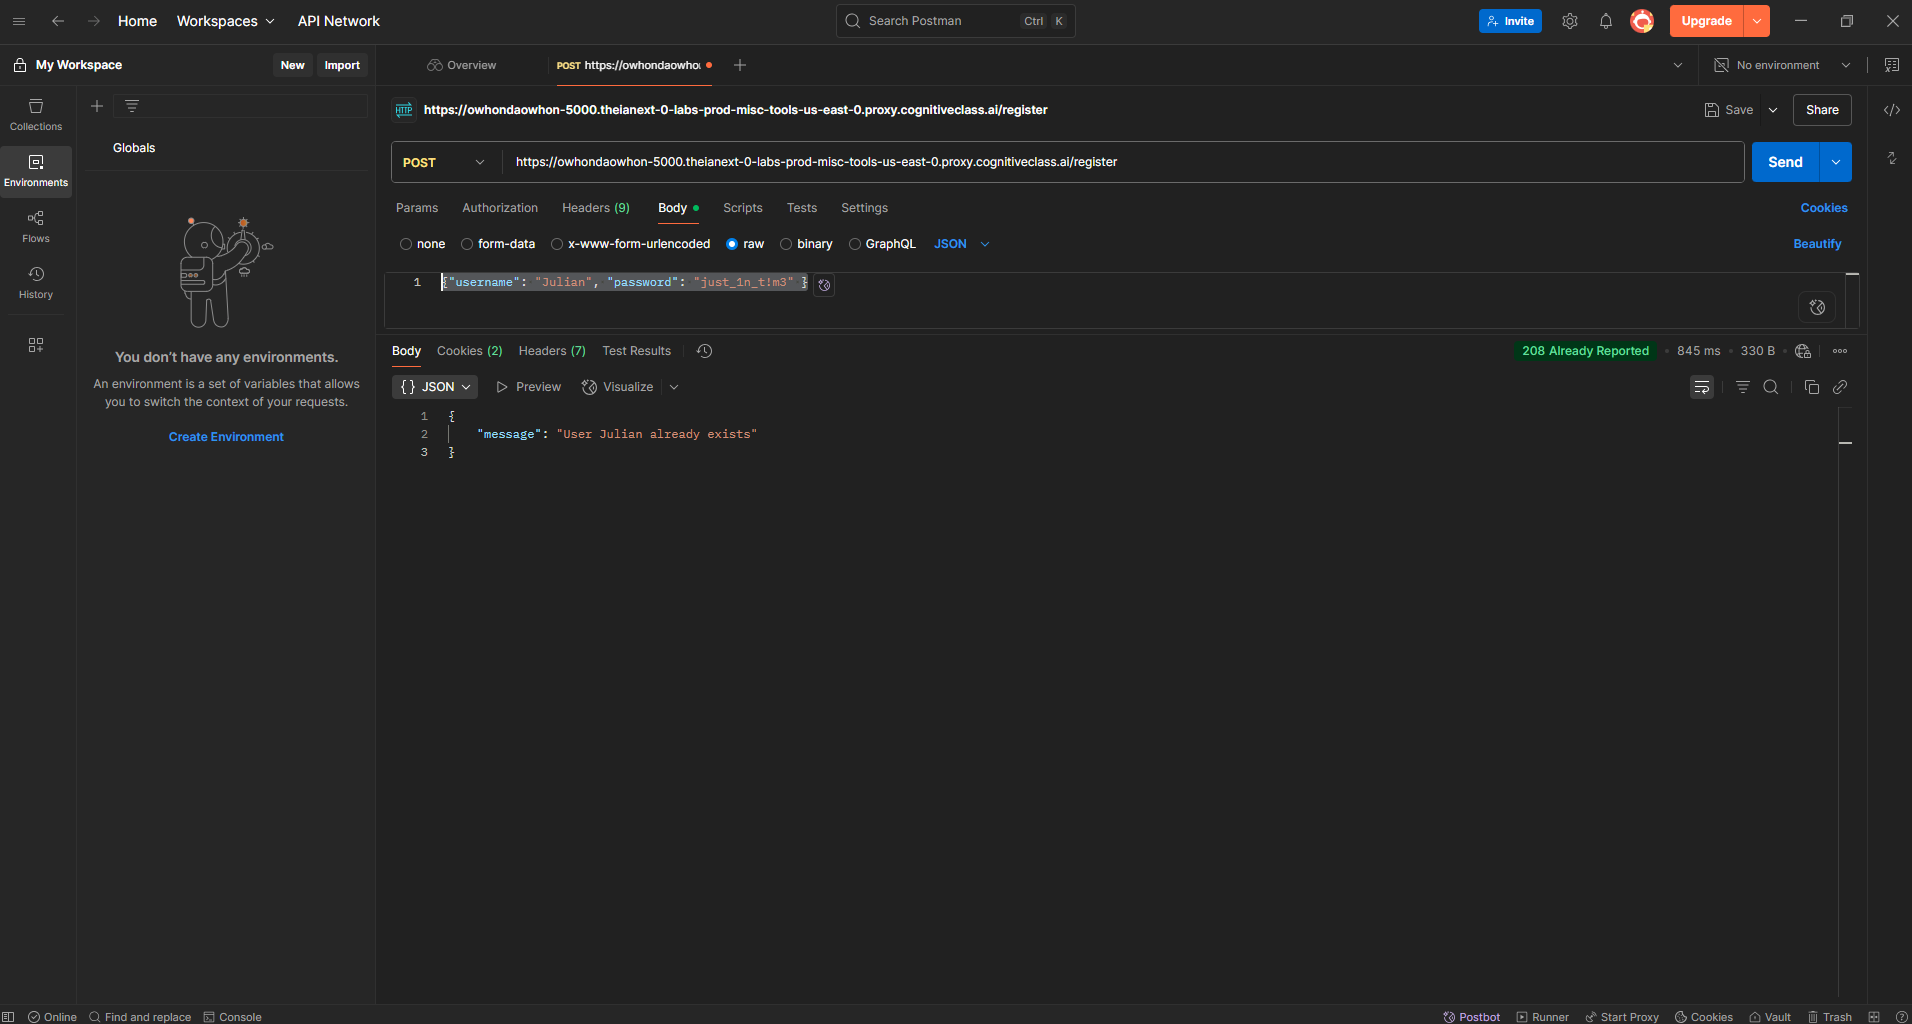 Home Workspaces API Network Search Postman Ctrl K Invite Upgrade
My Workspace New Import Overview POST https://owhondaowhon No environment
Collections
Environments
Flows
History
Globals
You don't have any environments.
An environment is a set of variables that allows
you to switch the context of your requests.
Create Environment
HTTP https://owhondaowhon-5000.theianext-0-labs-prod-misc-tools-us-east-0.proxy.cognitiveclass.ai/register Save Share
POST https://owhondaowhon-5000.theianext-0-labs-prod-misc-tools-us-east-0.proxy.cognitiveclass.ai/register Send
Params Authorization Headers (9) Body Scripts Tests Settings Cookies
none form-data x-www-form-urlencoded raw binary GraphQL JSON Beautify
1 {"username": "Julian", "password": "just_1n_t!m3" }
Body Cookies (2) Headers (7) Test Results 208 Already Reported 845 ms 330 B
{} JSON Preview Visualize
1 {
2 "message": "User Julian already exists"
3 }
Online Find and replace Console Postbot Runner Start Proxy Cookies Vault Trash